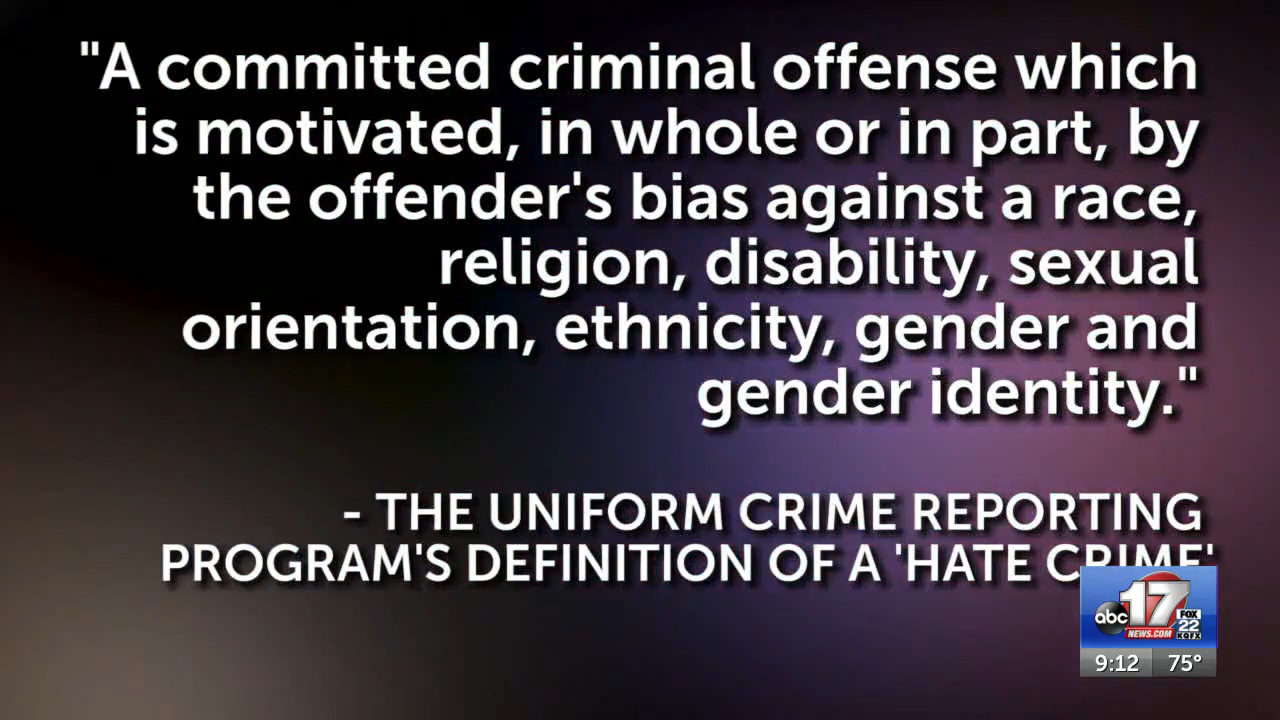 "A committed criminal offense which
is motivated, in whole or in part, by
the offender's bias against a race,
religion, disability, sexual
orientation, ethnicity, gender and
gender identity."
- THE UNIFORM CRIME REPORTING
PROGRAM'S DEFINITION OF A 'HATE CRIME'
abc 17 FOX 22
NEWS.COM KQFX
9:12 75°